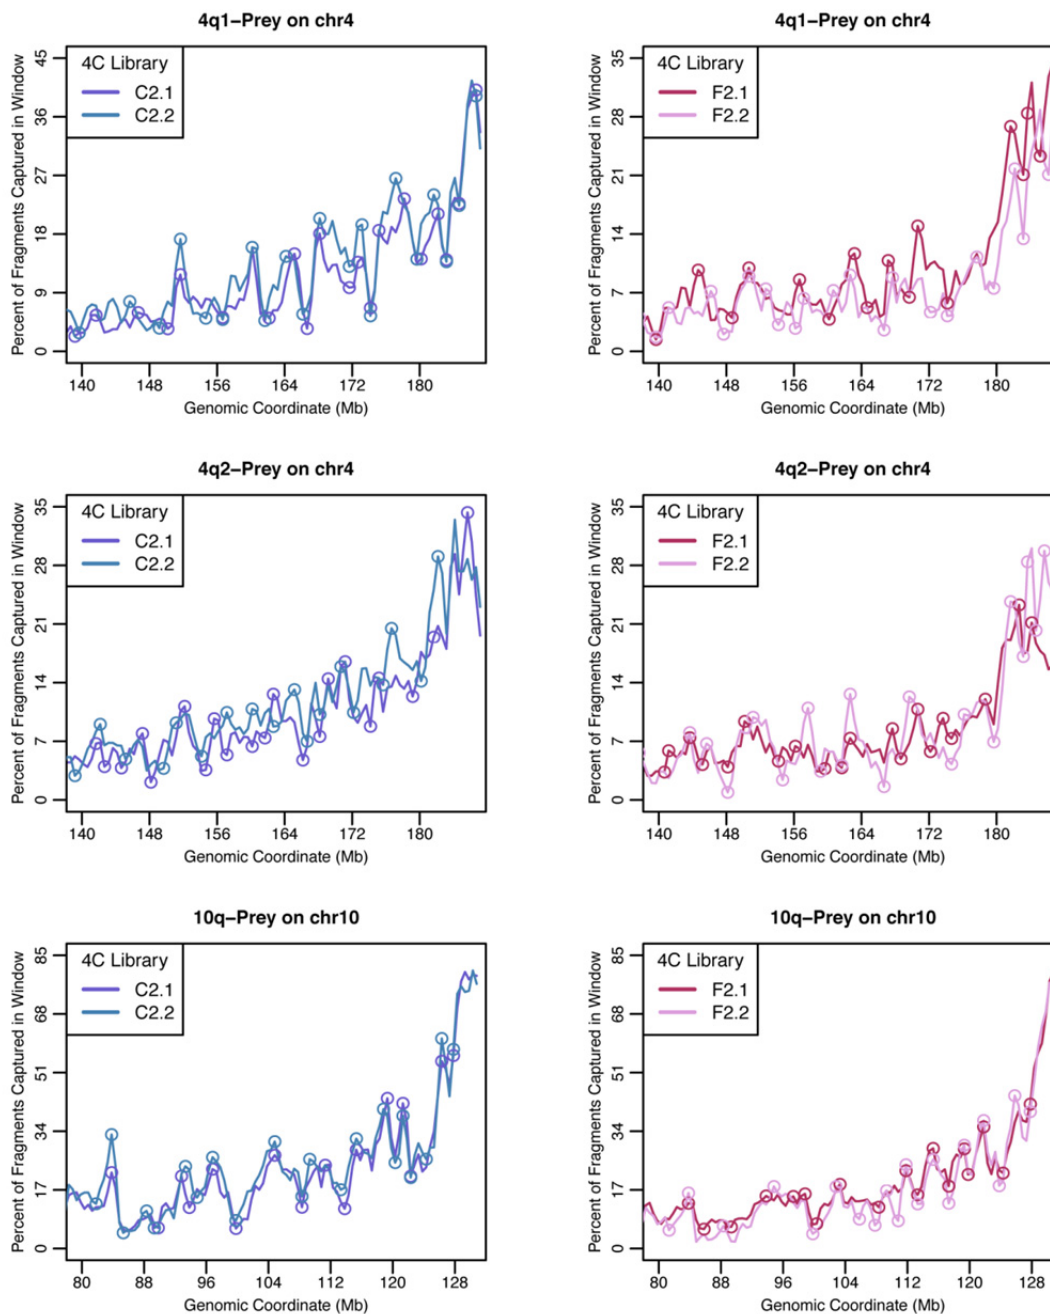 4q1−Prey on chr4
Percent of Fragments Captured in Window
45
36
27
18
9
0
4C Library
C2.1
C2.2
140 148 156 164 172 180
Genomic Coordinate (Mb)
4q1−Prey on chr4
Percent of Fragments Captured in Window
35
28
21
14
7
0
4C Library
F2.1
F2.2
140 148 156 164 172 180
Genomic Coordinate (Mb)
4q2−Prey on chr4
Percent of Fragments Captured in Window
35
28
21
14
7
0
4C Library
C2.1
C2.2
140 148 156 164 172 180
Genomic Coordinate (Mb)
4q2−Prey on chr4
Percent of Fragments Captured in Window
35
28
21
14
7
0
4C Library
F2.1
F2.2
140 148 156 164 172 180
Genomic Coordinate (Mb)
10q−Prey on chr10
Percent of Fragments Captured in Window
85
68
51
34
17
0
4C Library
C2.1
C2.2
80 88 96 104 112 120 128
Genomic Coordinate (Mb)
10q−Prey on chr10
Percent of Fragments Captured in Window
85
68
51
34
17
0
4C Library
F2.1
F2.2
80 88 96 104 112 120 128
Genomic Coordinate (Mb)